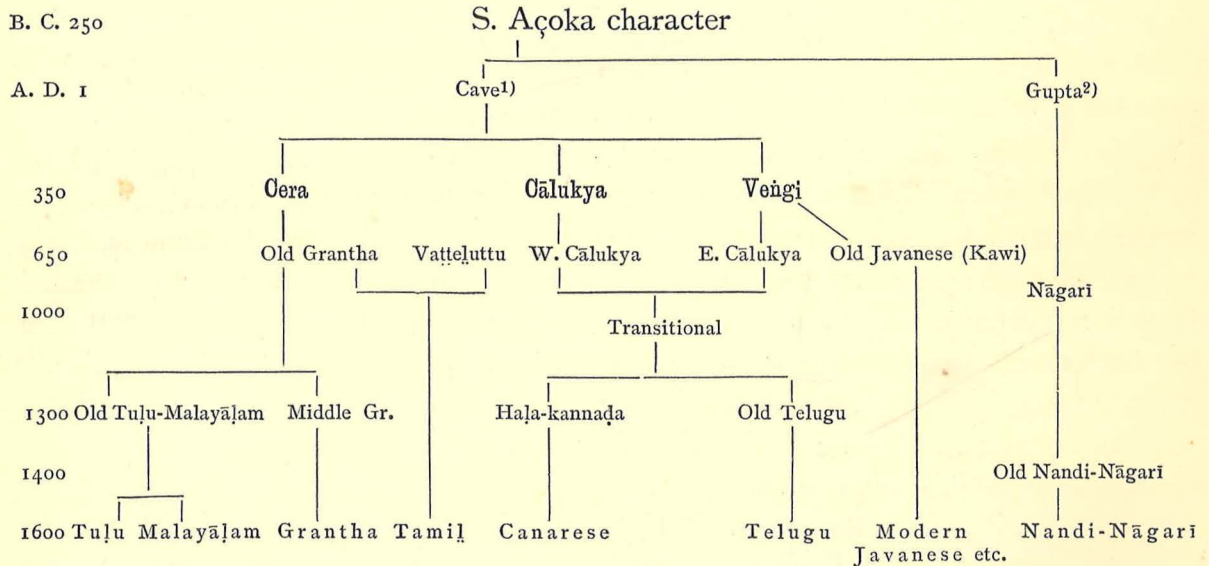 B. C. 250 S. Açoka character
A. D. 1 Cave¹) Gupta²)
350 Cera Cālukya Veṅgi
650 Old Grantha Vaṭṭeḻuttu W. Cālukya E. Cālukya Old Javanese (Kawi)
Nāgarī
1000
Transitional
1300 Old Tuḷu-Malayāḷam Middle Gr. Haḷa-kannaḍa Old Telugu
1400 Old Nandi-Nāgarī
1600 Tuḷu Malayāḷam Grantha Tamiḻ Canarese Telugu Modern Nandi-Nāgarī
Javanese etc.